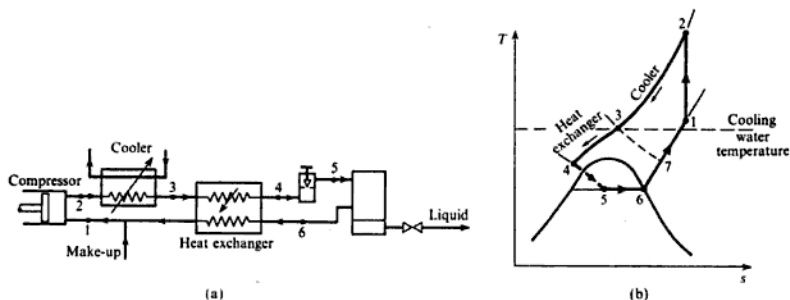 Cooler
Compressor
2
3
4
5
1
6
Make-up
Heat exchanger
Liquid
(a)
T
2
Cooler
Heat
exchanger
3
1
Cooling
water
temperature
4
7
5
6
s
(b)